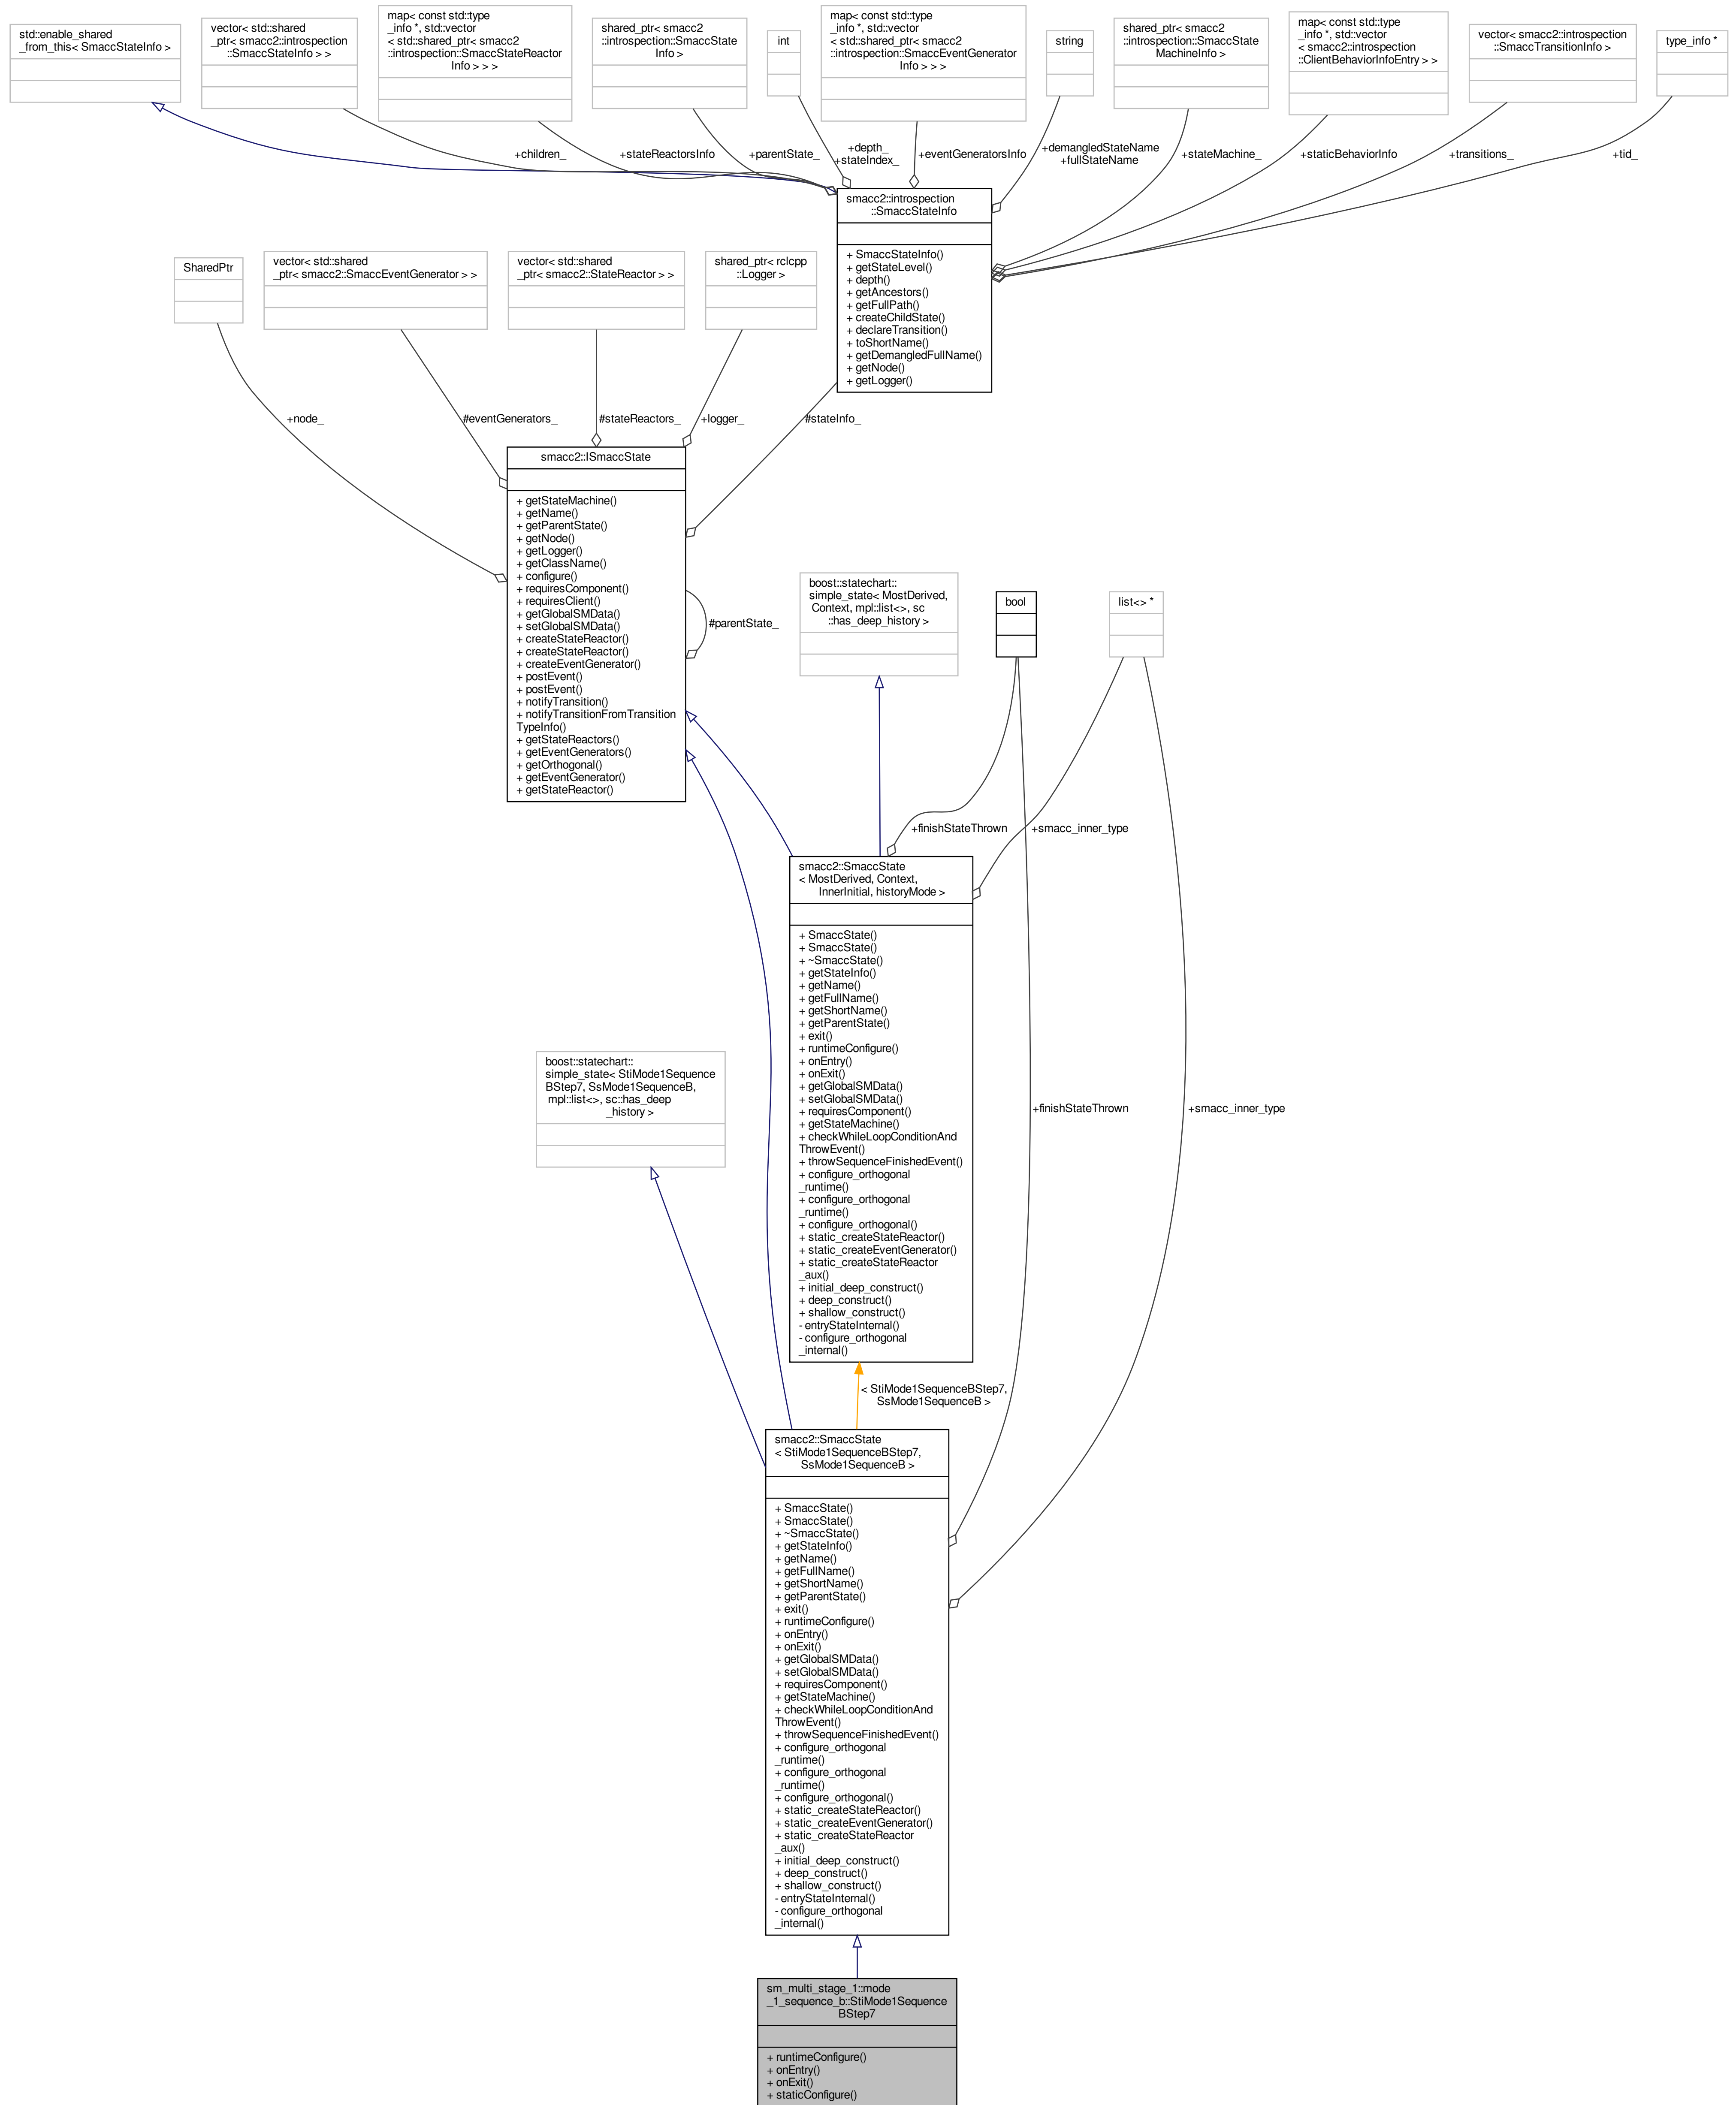 std::enable_shared
_from_this< SmaccStateInfo >
vector< std::shared
_ptr< smacc2::introspection
::SmaccStateInfo > >
map< const std::type
_info *, std::vector
< std::shared_ptr< smacc2
::introspection::SmaccStateReactor
Info > > >
shared_ptr< smacc2
::introspection::SmaccState
Info >
int
map< const std::type
_info *, std::vector
< std::shared_ptr< smacc2
::introspection::SmaccEventGenerator
Info > > >
string
shared_ptr< smacc2
::introspection::SmaccState
MachineInfo >
map< const std::type
_info *, std::vector
< smacc2::introspection
::ClientBehaviorInfoEntry > >
vector< smacc2::introspection
::SmaccTransitionInfo >
type_info *
+children_
+stateReactorsInfo
+parentState_
+depth_
+stateIndex_
+eventGeneratorsInfo
+demangledStateName
+fullStateName
+stateMachine_
+staticBehaviorInfo
+transitions_
+tid_
smacc2::introspection
::SmaccStateInfo
+ SmaccStateInfo()
+ getStateLevel()
+ depth()
+ getAncestors()
+ getFullPath()
+ createChildState()
+ declareTransition()
+ toShortName()
+ getDemangledFullName()
+ getNode()
+ getLogger()
SharedPtr
vector< std::shared
_ptr< smacc2::SmaccEventGenerator > >
vector< std::shared
_ptr< smacc2::StateReactor > >
shared_ptr< rclcpp
::Logger >
+node_
#eventGenerators_
#stateReactors_
+logger_
#stateInfo_
smacc2::ISmaccState
+ getStateMachine()
+ getName()
+ getParentState()
+ getNode()
+ getLogger()
+ getClassName()
+ configure()
+ requiresComponent()
+ requiresClient()
+ getGlobalSMData()
+ setGlobalSMData()
+ createStateReactor()
+ createStateReactor()
+ createEventGenerator()
+ postEvent()
+ postEvent()
+ notifyTransition()
+ notifyTransitionFromTransition
TypeInfo()
+ getStateReactors()
+ getEventGenerators()
+ getOrthogonal()
+ getEventGenerator()
+ getStateReactor()
#parentState_
boost::statechart::
simple_state< MostDerived,
Context, mpl::list<>, sc
::has_deep_history >
bool
list<> *
+finishStateThrown
+smacc_inner_type
smacc2::SmaccState
< MostDerived, Context,
InnerInitial, historyMode >
+ SmaccState()
+ SmaccState()
+ ~SmaccState()
+ getStateInfo()
+ getName()
+ getFullName()
+ getShortName()
+ getParentState()
+ exit()
+ runtimeConfigure()
+ onEntry()
+ onExit()
+ getGlobalSMData()
+ setGlobalSMData()
+ requiresComponent()
+ getStateMachine()
+ checkWhileLoopConditionAnd
ThrowEvent()
+ throwSequenceFinishedEvent()
+ configure_orthogonal
_runtime()
+ configure_orthogonal
_runtime()
+ configure_orthogonal()
+ static_createStateReactor()
+ static_createEventGenerator()
+ static_createStateReactor
_aux()
+ initial_deep_construct()
+ deep_construct()
+ shallow_construct()
- entryStateInternal()
- configure_orthogonal
_internal()
boost::statechart::
simple_state< StiMode1Sequence
BStep7, SsMode1SequenceB,
mpl::list<>, sc::has_deep
_history >
+finishStateThrown
+smacc_inner_type
< StiMode1SequenceBStep7,
SsMode1SequenceB >
smacc2::SmaccState
< StiMode1SequenceBStep7,
SsMode1SequenceB >
+ SmaccState()
+ SmaccState()
+ ~SmaccState()
+ getStateInfo()
+ getName()
+ getFullName()
+ getShortName()
+ getParentState()
+ exit()
+ runtimeConfigure()
+ onEntry()
+ onExit()
+ getGlobalSMData()
+ setGlobalSMData()
+ requiresComponent()
+ getStateMachine()
+ checkWhileLoopConditionAnd
ThrowEvent()
+ throwSequenceFinishedEvent()
+ configure_orthogonal
_runtime()
+ configure_orthogonal
_runtime()
+ configure_orthogonal()
+ static_createStateReactor()
+ static_createEventGenerator()
+ static_createStateReactor
_aux()
+ initial_deep_construct()
+ deep_construct()
+ shallow_construct()
- entryStateInternal()
- configure_orthogonal
_internal()
sm_multi_stage_1::mode
_1_sequence_b::StiMode1Sequence
BStep7
+ runtimeConfigure()
+ onEntry()
+ onExit()
+ staticConfigure()